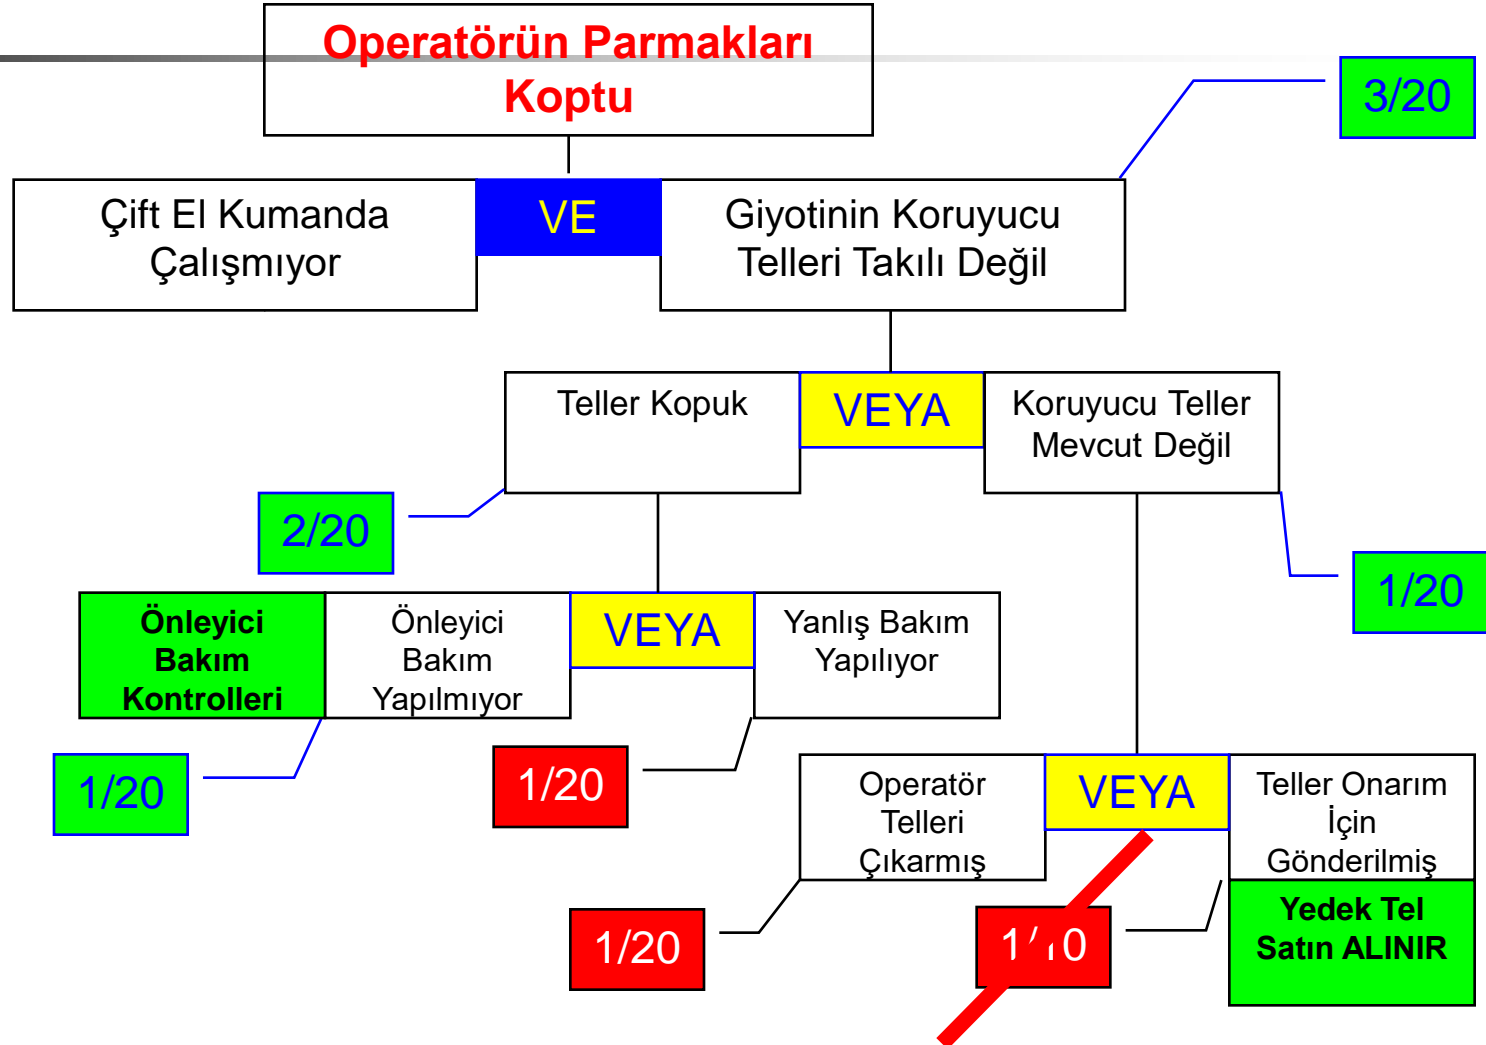 Operatörün Parmakları
Koptu
3/20
Çift El Kumanda
Çalışmıyor
VE
Giyotinin Koruyucu
Telleri Takılı Değil
Teller Kopuk
VEYA
Koruyucu Teller
Mevcut Değil
2/20
1/20
Önleyici
Bakım
Kontrolleri
Önleyici
Bakım
Yapılmıyor
VEYA
Yanlış Bakım
Yapılıyor
1/20
1/20
Operatör
Telleri
Çıkarmış
VEYA
Teller Onarım
İçin
Gönderilmiş
1/20
1/10
Yedek Tel
Satın ALINIR